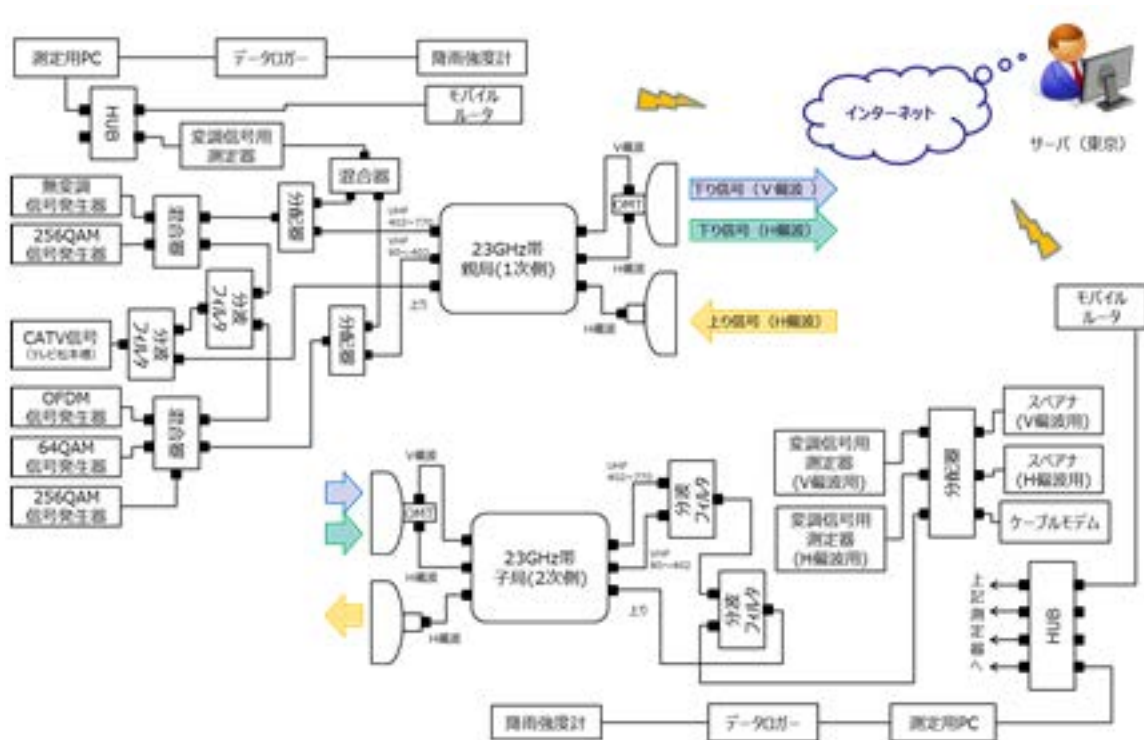 測定用PC
データロガー
降雨強度計
HUB
モバイル
ルータ
変調信号用
測定器
インターネット
サーバ（東京）
無変調
信号発生器
256QAM
信号発生器
混合器
分配器
混合器
UHF
402~770
UHF
90~402
上り
23GHz帯
親局(1次側)
V偏波
OMT
H偏波
H偏波
下り信号（V偏波）
下り信号（H偏波）
上り信号（H偏波）
分波
フィルタ
分波
フィルタ
分配器
CATV信号
(テレビ松本様)
OFDM
信号発生器
64QAM
信号発生器
256QAM
信号発生器
混合器
モバイル
ルータ
V偏波
OMT
H偏波
H偏波
23GHz帯
子局(2次側)
UHF
402~770
UHF
90~402
上り
分波
フィルタ
分波
フィルタ
変調信号用
測定器
(V偏波用)
変調信号用
測定器
(H偏波用)
分配器
スペアナ
(V偏波用)
スペアナ
(H偏波用)
ケーブルモデム
上記測定器へ
HUB
降雨強度計
データロガー
測定用PC